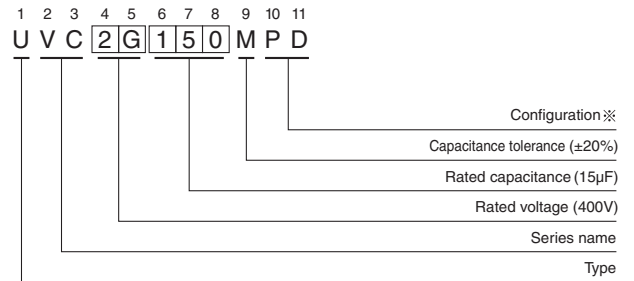 1 2 3 4 5 6 7 8 9 10 11
U V C 2 G 1 5 0 M P D
Configuration※
Capacitance tolerance (±20%)
Rated capacitance (15µF)
Rated voltage (400V)
Series name
Type